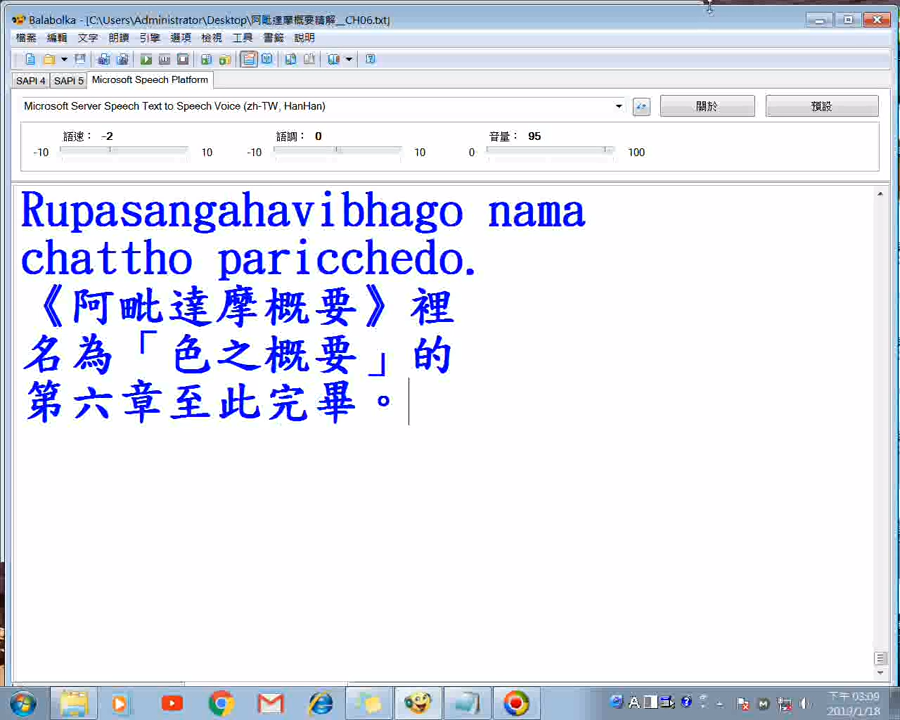 Balabolka - [C:\Users\Administrator\Desktop\阿毗達摩概要精解__CH06.txt]
檔案 編輯 文字 朗讀 引擎 選項 檢視 工具 書籤 說明
SAPI 4 SAPI 5 Microsoft Speech Platform
Microsoft Server Speech Text to Speech Voice (zh-TW, HanHan) 關於 預設
語速： -2 語調： 0 音量： 95
-10 10 -10 10 0 100
Rupasangahavibhago nama
chattho paricchedo.
《阿毗達摩概要》裡
名為「色之概要」的
第六章至此完畢。
下午 03:09
2019/1/18